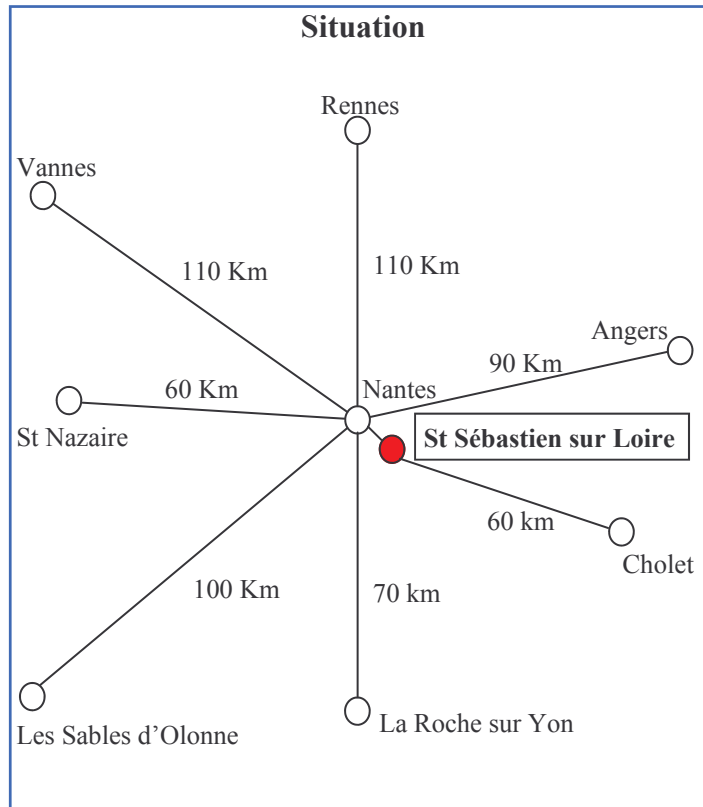 Situation
Rennes
Vannes
110 Km
110 Km
Angers
90 Km
60 Km
Nantes
St Nazaire
St Sébastien sur Loire
60 km
Cholet
100 Km
70 km
Les Sables d’Olonne
La Roche sur Yon